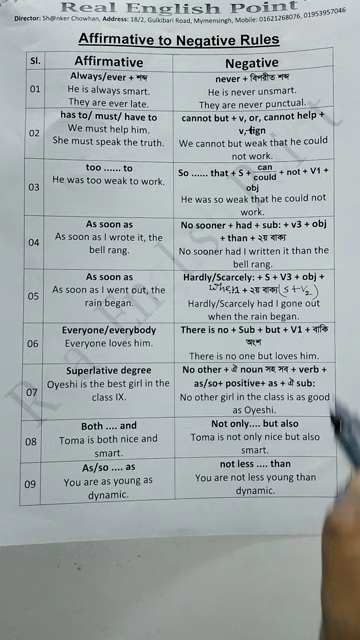 Real English Point
Director: Sh@nker Chowhan, Address: 18/2, Gulkibari Road, Mymensingh, Mobile: 01621268076, 01953957046
Affirmative to Negative Rules
Sl. Affirmative Negative
01 Always/ever + শব্দ never + বিপরীত শব্দ
He is always smart. He is never unsmart.
They are ever late. They are never punctual.
02 has to/ must/ have to cannot but + v, or, cannot help +
We must help him. v,+ign
She must speak the truth. We cannot but weak that he could
not work.
03 too ...... to So ...... that + S + can/could + not + V1 +
He was too weak to work. obj
He was so weak that he could not
work.
04 As soon as No sooner + had + sub: + v3 + obj
As soon as I wrote it, the + than + ২য় বাক্য
bell rang. No sooner had I written it than the
bell rang.
05 As soon as Hardly/Scarcely: + S + V3 + obj +
As soon as I went out, the when + ২য় বাক্য (S+V2)
rain began. Hardly/Scarcely had I gone out
when the rain began.
06 Everyone/everybody There is no + Sub + but + V1 + বাকি
Everyone loves him. অংশ
There is no one but loves him.
07 Superlative degree No other + ঐ noun সহ সব + verb +
Oyeshi is the best girl in the as/so+ positive+ as + ঐ sub:
class IX. No other girl in the class is as good
as Oyeshi.
08 Both .... and Not only.... but also
Toma is both nice and Toma is not only nice but also
smart. smart.
09 As/so .... as not less .... than
You are as young as You are not less young than
dynamic. dynamic.